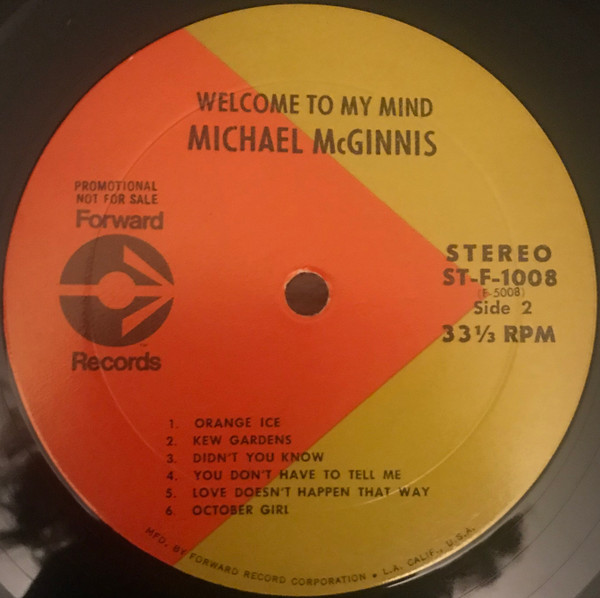 WELCOME TO MY MIND
MICHAEL McGINNIS
PROMOTIONAL
NOT FOR SALE
Forward
Records
STEREO
ST-F-1008
(F-5008)
Side 2
33 1/3 RPM
1. ORANGE ICE
2. KEW GARDENS
3. DIDN'T YOU KNOW
4. YOU DON'T HAVE TO TELL ME
5. LOVE DOESN'T HAPPEN THAT WAY
6. OCTOBER GIRL
MFD. BY FORWARD RECORD CORPORATION • L.A. CALIF., U.S.A.